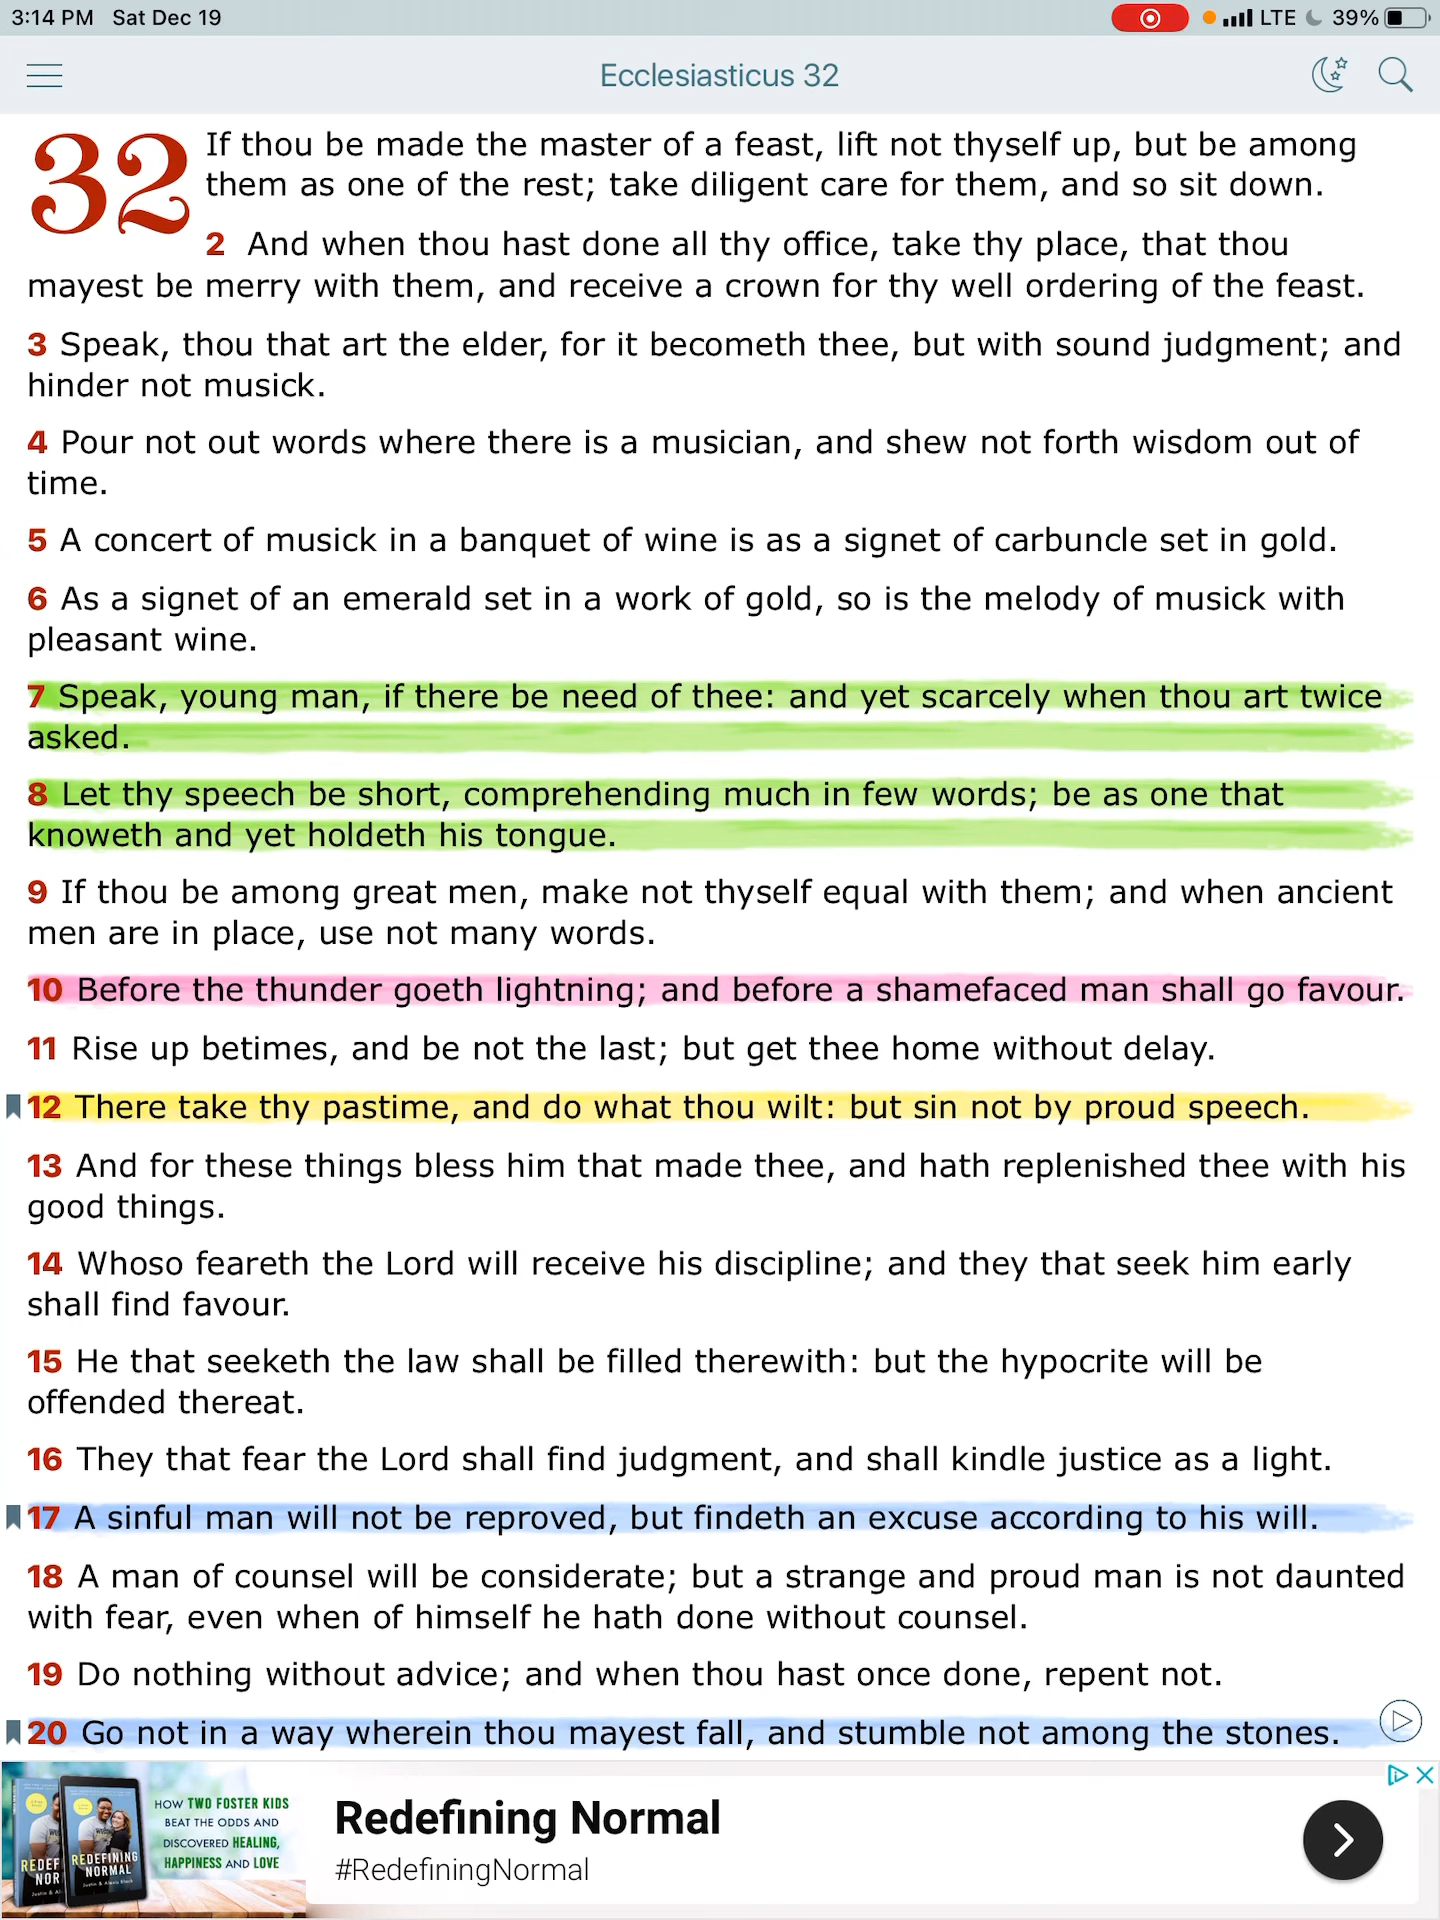 3:14 PM Sat Dec 19 LTE 39%
Ecclesiasticus 32
32 If thou be made the master of a feast, lift not thyself up, but be among
them as one of the rest; take diligent care for them, and so sit down.
2 And when thou hast done all thy office, take thy place, that thou
mayest be merry with them, and receive a crown for thy well ordering of the feast.
3 Speak, thou that art the elder, for it becometh thee, but with sound judgment; and
hinder not musick.
4 Pour not out words where there is a musician, and shew not forth wisdom out of
time.
5 A concert of musick in a banquet of wine is as a signet of carbuncle set in gold.
6 As a signet of an emerald set in a work of gold, so is the melody of musick with
pleasant wine.
7 Speak, young man, if there be need of thee: and yet scarcely when thou art twice
asked.
8 Let thy speech be short, comprehending much in few words; be as one that
knoweth and yet holdeth his tongue.
9 If thou be among great men, make not thyself equal with them; and when ancient
men are in place, use not many words.
10 Before the thunder goeth lightning; and before a shamefaced man shall go favour.
11 Rise up betimes, and be not the last; but get thee home without delay.
12 There take thy pastime, and do what thou wilt: but sin not by proud speech.
13 And for these things bless him that made thee, and hath replenished thee with his
good things.
14 Whoso feareth the Lord will receive his discipline; and they that seek him early
shall find favour.
15 He that seeketh the law shall be filled therewith: but the hypocrite will be
offended thereat.
16 They that fear the Lord shall find judgment, and shall kindle justice as a light.
17 A sinful man will not be reproved, but findeth an excuse according to his will.
18 A man of counsel will be considerate; but a strange and proud man is not daunted
with fear, even when of himself he hath done without counsel.
19 Do nothing without advice; and when thou hast once done, repent not.
20 Go not in a way wherein thou mayest fall, and stumble not among the stones.
HOW TWO FOSTER KIDS
BEAT THE ODDS AND
DISCOVERED HEALING,
HAPPINESS AND LOVE
REDEF
NOR
REDEFINING
NORMAL
Justin & Alexis Black
Redefining Normal
#RedefiningNormal